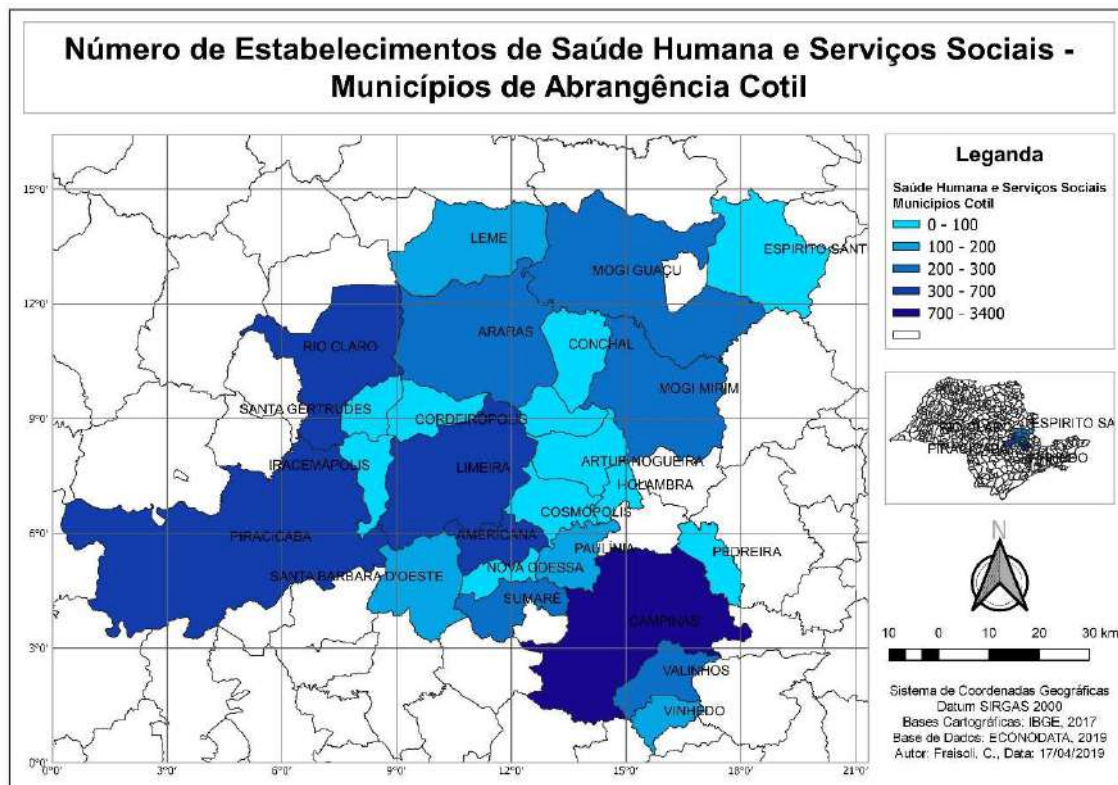 Número de Estabelecimentos de Saúde Humana e Serviços Sociais -
Municípios de Abrangência Cotil
Leganda
Saúde Humana e Serviços Sociais
Municípios Cotil
0 - 100
100 - 200
200 - 300
300 - 700
700 - 3400
15°0'
12°0'
9°0'
6°0'
3°0'
0°0'
0°0'
3°0'
6°0'
9°0'
12°0'
15°0'
18°0'
21°0'
LEME
ESPIRITO SANT
MOGI GUAÇU
ARARAS
RIO CLARO
CONCHAL
MOGI MIRIM
SANTA GERTRUDES
CORDEIRÓPOLIS
IRACEMÁPOLIS
LIMEIRA
ARTUR NOGUEIRA
HOLAMBRA
COSMÓPOLIS
PIRACICABA
AMERICANA
PAULÍNIA
PEDREIRA
NOVA ODESSA
SANTA BARBARA D'OESTE
SUMARÉ
CAMPINAS
VALINHOS
VINHEDO
ESPIRITO SA
PIRACICABA
N
10 0 10 20 30 km
Sistema de Coordenadas Geográficas
Datum SIRGAS 2000
Bases Cartográficas: IBGE, 2017
Base de Dados: ECONODATA, 2019
Autor: Freisoli, C., Data: 17/04/2019